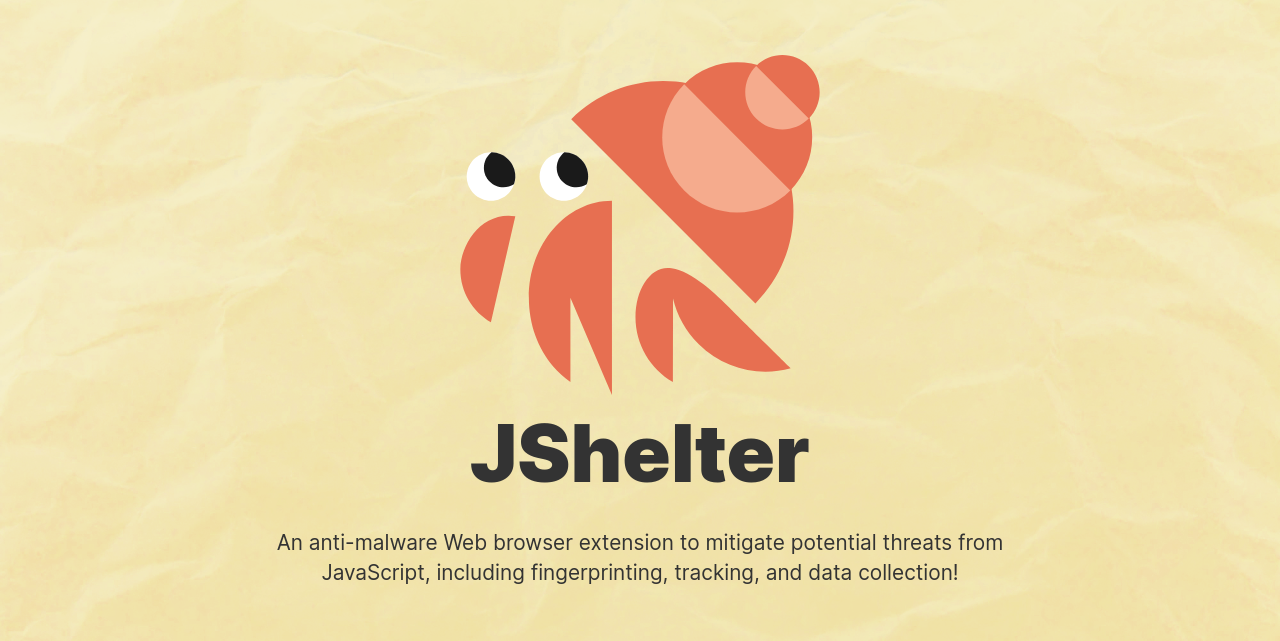 JShelter
An anti-malware Web browser extension to mitigate potential threats from
JavaScript, including fingerprinting, tracking, and data collection!